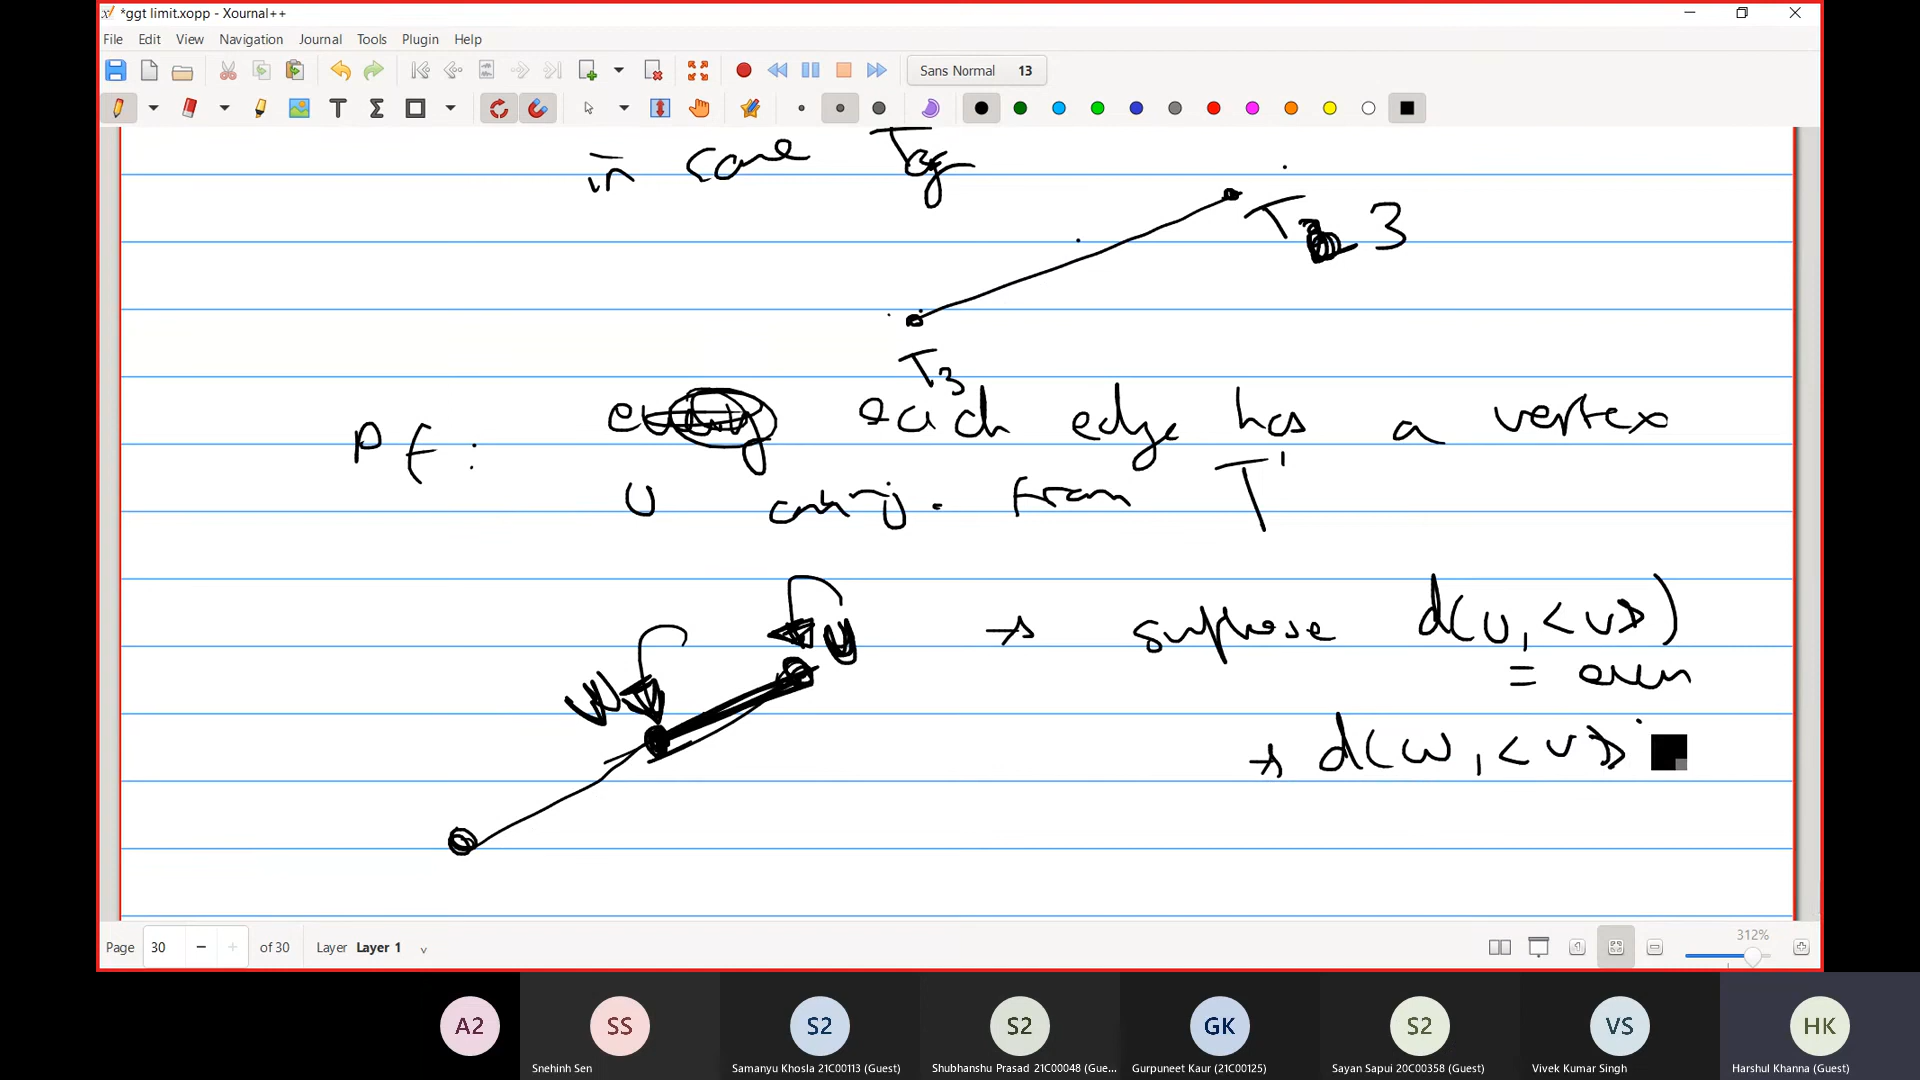 *ggt limit.xopp - Xournal++
File Edit View Navigation Journal Tools Plugin Help
Sans Normal 13
in same
T 3
T3
Pf: each edge has a vertex
from T'
→ suppose d(v, <v>)
= even
w v
→ d(w, <v>)
Page 30 of 30 Layer Layer 1 312%
A2 SS S2 S2 GK S2 VS HK
Snehinh Sen Samanyu Khosla 21C00113 (Guest) Shubhanshu Prasad 21C00048 (Gue... Gurpuneet Kaur (21C00125) Sayan Sapui 20C00358 (Guest) Vivek Kumar Singh Harshul Khanna (Guest)